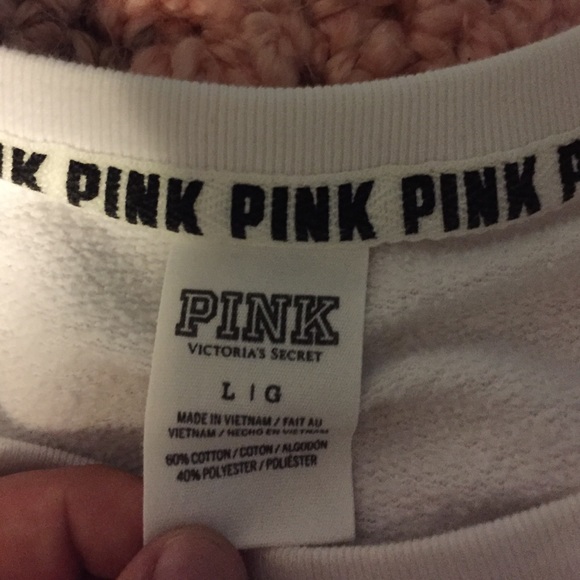 PINK PINK PINK
PINK
VICTORIA'S SECRET
L | G
MADE IN VIETNAM / FAIT AU
VIETNAM / HECHO EN VIETNAM
60% COTTON / COTON / ALGODÓN
40% POLYESTER / POLIÉSTER